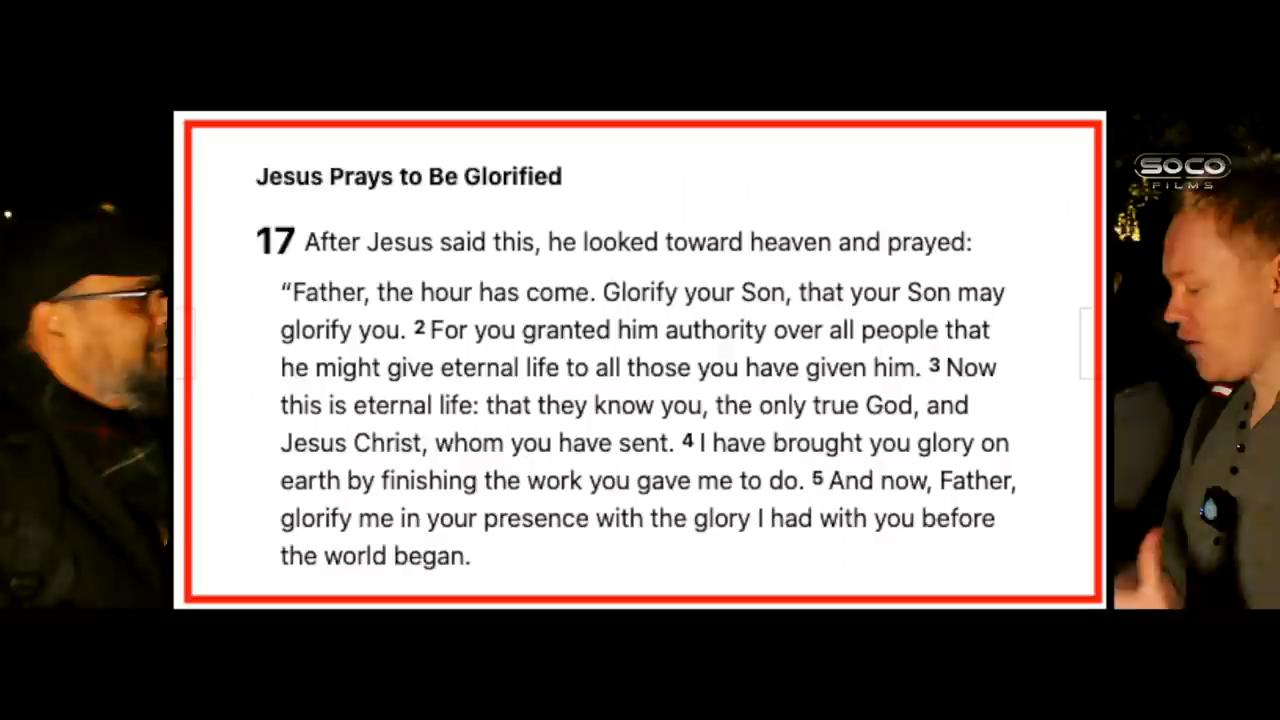 Jesus Prays to Be Glorified
17 After Jesus said this, he looked toward heaven and prayed:
“Father, the hour has come. Glorify your Son, that your Son may
glorify you. 2 For you granted him authority over all people that
he might give eternal life to all those you have given him. 3 Now
this is eternal life: that they know you, the only true God, and
Jesus Christ, whom you have sent. 4 I have brought you glory on
earth by finishing the work you gave me to do. 5 And now, Father,
glorify me in your presence with the glory I had with you before
the world began.
SOCO
FILMS